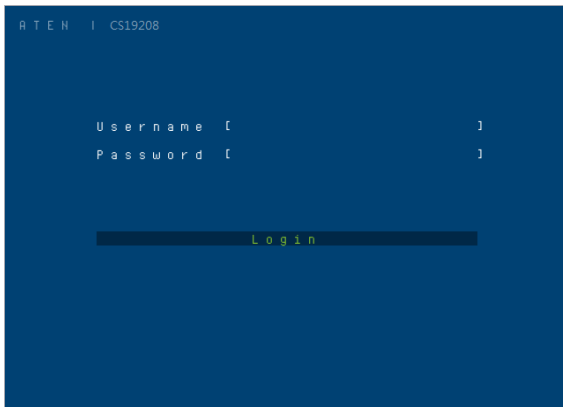 ATEN | CS19208
Username [ ]
Password [ ]
Login